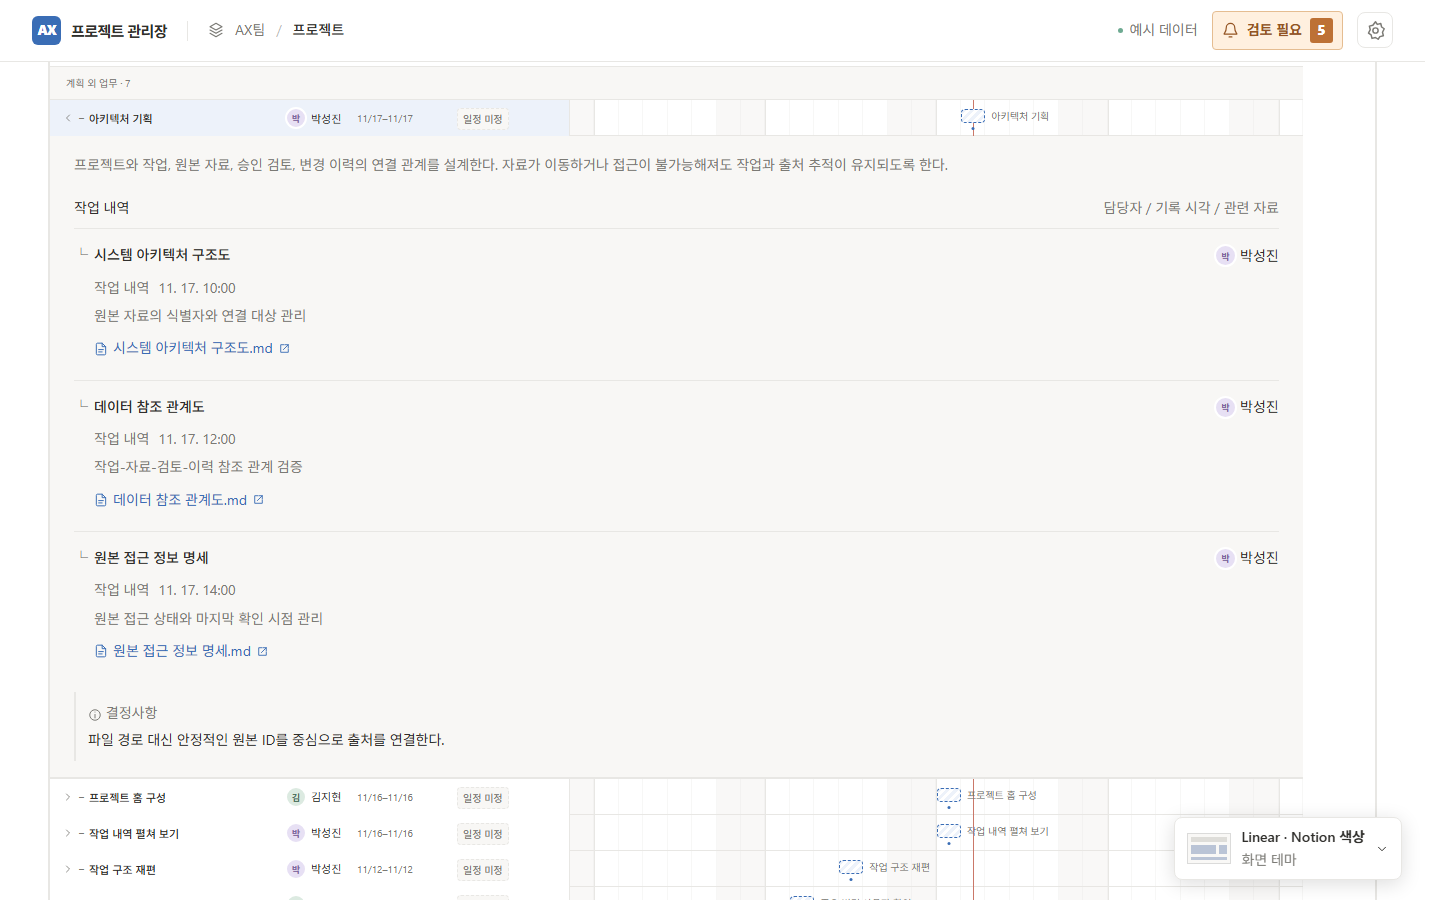 AX 프로젝트 관리장 AX팀 / 프로젝트 예시 데이터 검토 필요 5
계획 외 업무 · 7
– 아키텍처 기획 박 박성진 11/17–11/17 일정 미정 아키텍처 기획
프로젝트와 작업, 원본 자료, 승인 검토, 변경 이력의 연결 관계를 설계한다. 자료가 이동하거나 접근이 불가능해져도 작업과 출처 추적이 유지되도록 한다.
작업 내역 담당자 / 기록 시각 / 관련 자료
시스템 아키텍처 구조도 박 박성진
작업 내역 11. 17. 10:00
원본 자료의 식별자와 연결 대상 관리
시스템 아키텍처 구조도.md
데이터 참조 관계도 박 박성진
작업 내역 11. 17. 12:00
작업-자료-검토-이력 참조 관계 검증
데이터 참조 관계도.md
원본 접근 정보 명세 박 박성진
작업 내역 11. 17. 14:00
원본 접근 상태와 마지막 확인 시점 관리
원본 접근 정보 명세.md
결정사항
파일 경로 대신 안정적인 원본 ID를 중심으로 출처를 연결한다.
– 프로젝트 홈 구성 김 김지현 11/16–11/16 일정 미정 프로젝트 홈 구성
– 작업 내역 펼쳐 보기 박 박성진 11/16–11/16 일정 미정 작업 내역 펼쳐 보기
– 작업 구조 재편 박 박성진 11/12–11/12 일정 미정 작업 구조 재편
Linear · Notion 색상
화면 테마